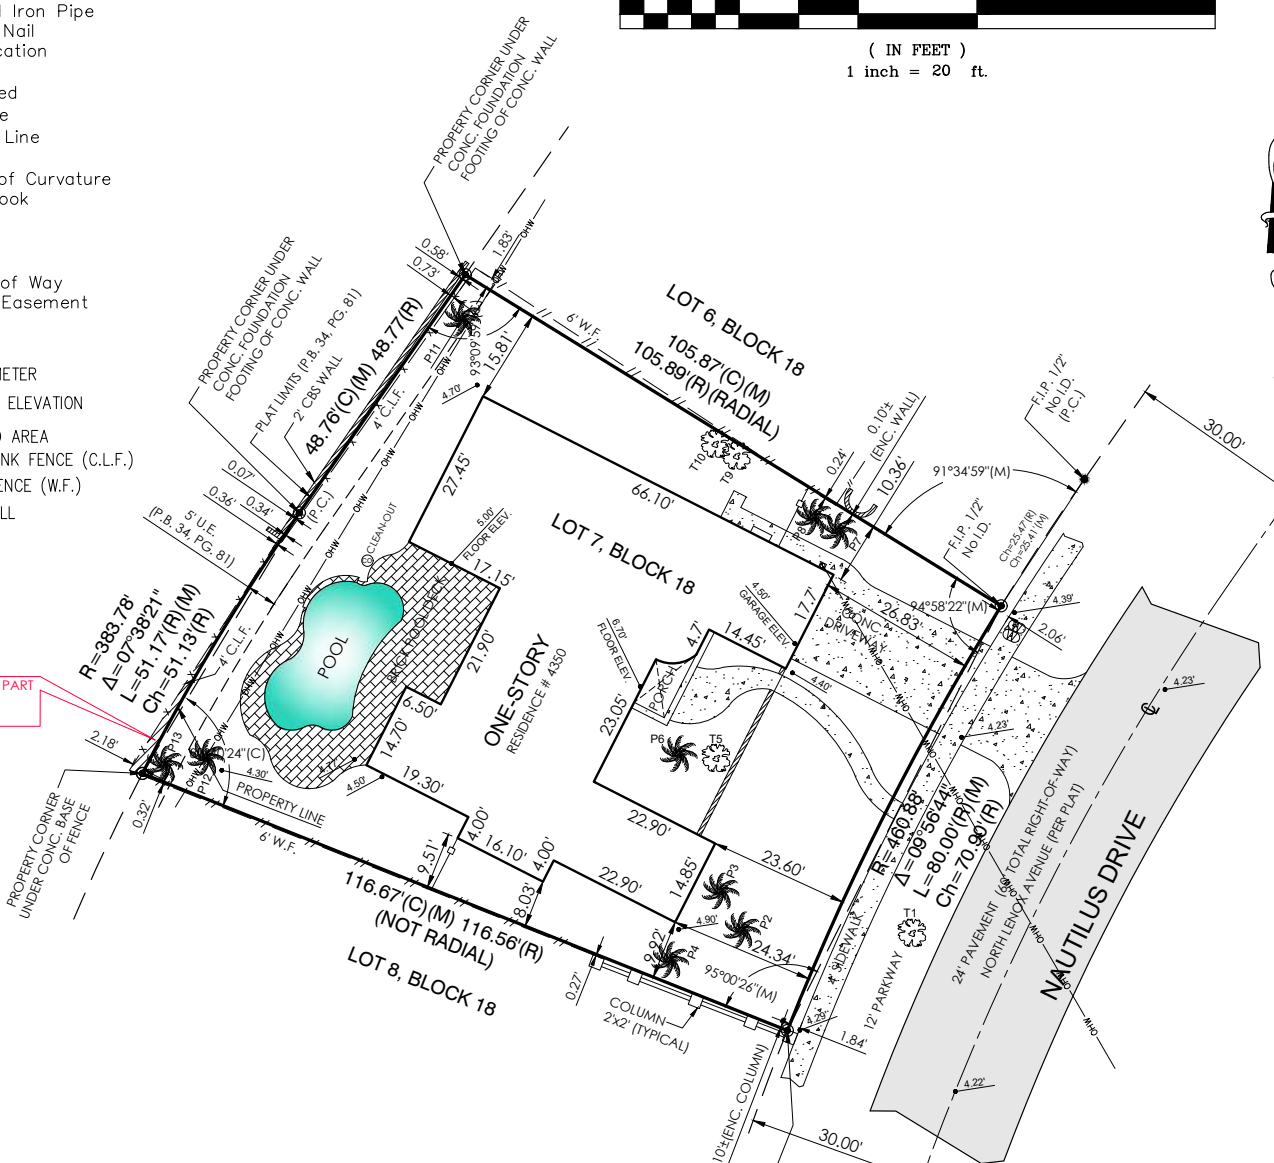 Iron Pipe
Nail
cation
ed
e
Line
of Curvature
ook
of Way
Easement
METER
ELEVATION
AREA
NK FENCE (C.L.F.)
ENCE (W.F.)
LL
( IN FEET )
1 inch = 20 ft.
PROPERTY CORNER UNDER
CONC. FOUNDATION
FOOTING OF CONC. WALL
PROPERTY CORNER UNDER
CONC. FOUNDATION
FOOTING OF CONC. WALL
PLAT LIMITS (P.B. 34, PG. 81)
2' CBS WALL
48.76'(C)(M) 48.77(R)
4' C.L.F.
0.58'
0.73'
1.83'
OHW
P11
15.81'
4.70'
6' W.F.
LOT 6, BLOCK 18
105.87'(C)(M)
105.89'(R)(RADIAL)
T10
T9
0.24'
0.10'±
(ENC. WALL)
10.36'
91°34'59"(M)
F.I.P. 1/2"
No I.D.
(P.C.)
F.I.P. 1/2"
No I.D.
Ch=25.47'(R)
Ch=25.41'(M)
30.00'
0.07'
0.36'
0.34'
(P.C.)
5' U.E.
(P.B. 34, PG. 81)
CLEAN-OUT
27.45'
66.10'
LOT 7, BLOCK 18
5.00'
FLOOR ELEV.
17.15'
21.90'
6.50'
14.70'
POOL
BRICK POOL DECK
ONE-STORY
RESIDENCE # 4350
6.70'
FLOOR ELEV.
4.50'
GARAGE ELEV.
P8
P7
17.7'
14.45'
4.7'
PORCH
23.05'
P6
T5
CONC.
DRIVEWAY
26.83'
94°58'22"(M)
4.39'
2.06'
4.40'
4.23'
4.23'
R=383.78'
Δ=07°38'21"
L=51.17'(R)(M)
Ch=51.13'(R)
4' C.L.F.
PART
2.18'
P13
P12
4.30'
PROPERTY LINE
0.32'
PROPERTY CORNER
UNDER CONC. BASE
OF FENCE
6' W.F.
4.50'
19.30'
4.00'
16.10'
4.00'
9.51'
8.03'
22.90'
22.90'
14.85'
23.60'
P3
P2
P4
4.90'
9.92'
24.34'
95°00'26"(M)
116.67'(C)(M) 116.56'(R)
(NOT RADIAL)
LOT 8, BLOCK 18
0.27'
COLUMN
2'x2' (TYPICAL)
4.29'
1.84'
10'±(ENC. COLUMN)
R=460.88'
Δ=09°56'44"
L=80.00'(R)(M)
Ch=70.90'(R)
4' SIDEWALK
12' PARKWAY
T1
24' PAVEMENT
TOTAL RIGHT-OF-WAY)
NORTH LENOX AVENUE (PER PLAT)
NAUTILUS DRIVE
4.22'
30.00'